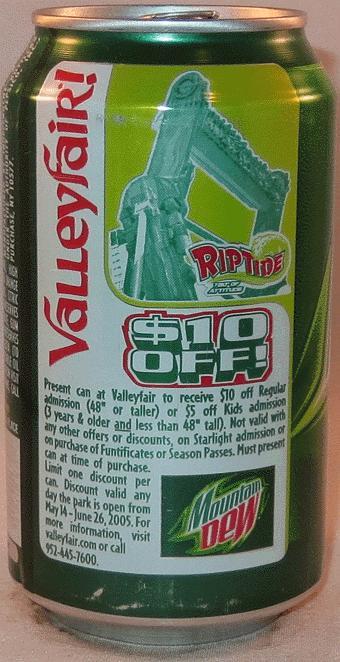 Valleyfair!
RIPTIDE
$10
OFF!
Present can at Valleyfair to receive $10 off Regular
admission (48" or taller) or $5 off Kids admission
(3 years & older and less than 48" tall). Not valid with
any other offers or discounts, on Starlight admission or
on purchase of Funtificates or Season Passes. Must present
can at time of purchase.
Limit one discount per
can. Discount valid any
day the park is open from
May 14 - June 26, 2005. For
more information, visit
valleyfair.com or call
952-445-7600.
Mountain
Dew
PURCHASE, NY 10577